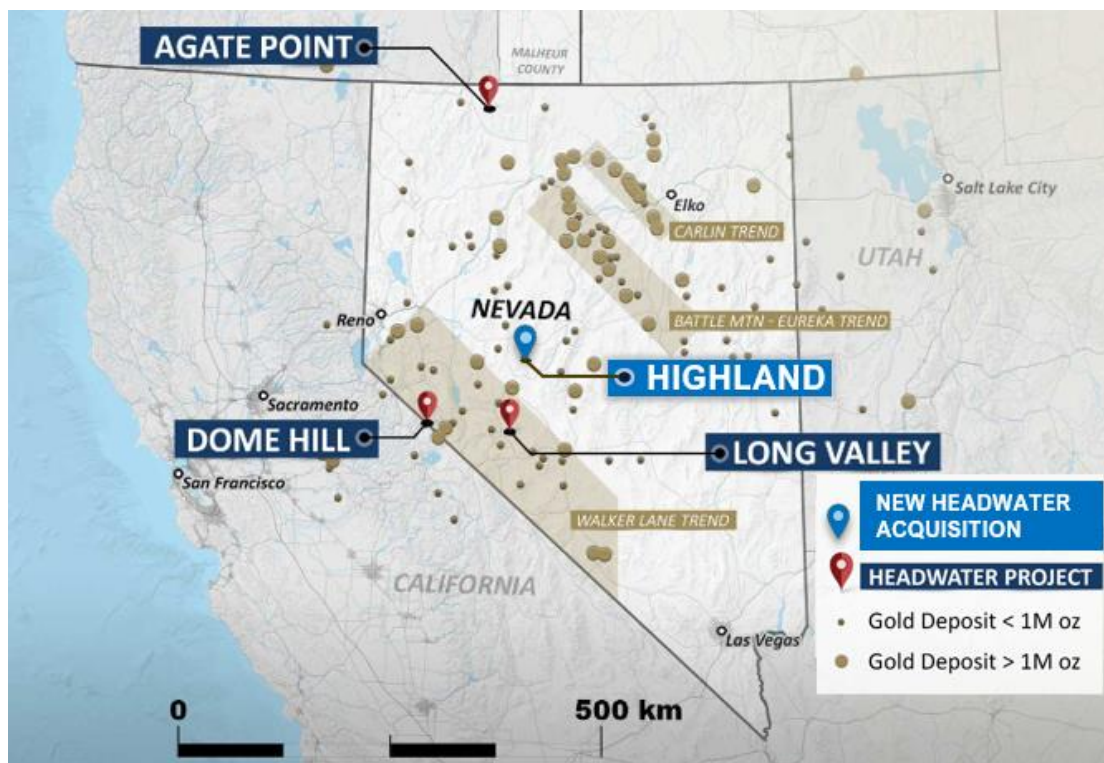 AGATE POINT
MALHEUR
COUNTY
Salt Lake City
Elko
CARLIN TREND
UTAH
NEVADA
Reno
BATTLE MTN - EUREKA TREND
HIGHLAND
Sacramento
DOME HILL
LONG VALLEY
San Francisco
WALKER LANE TREND
CALIFORNIA
Las Vegas
NEW HEADWATER
ACQUISITION
HEADWATER PROJECT
Gold Deposit < 1M oz
Gold Deposit > 1M oz
0
500 km